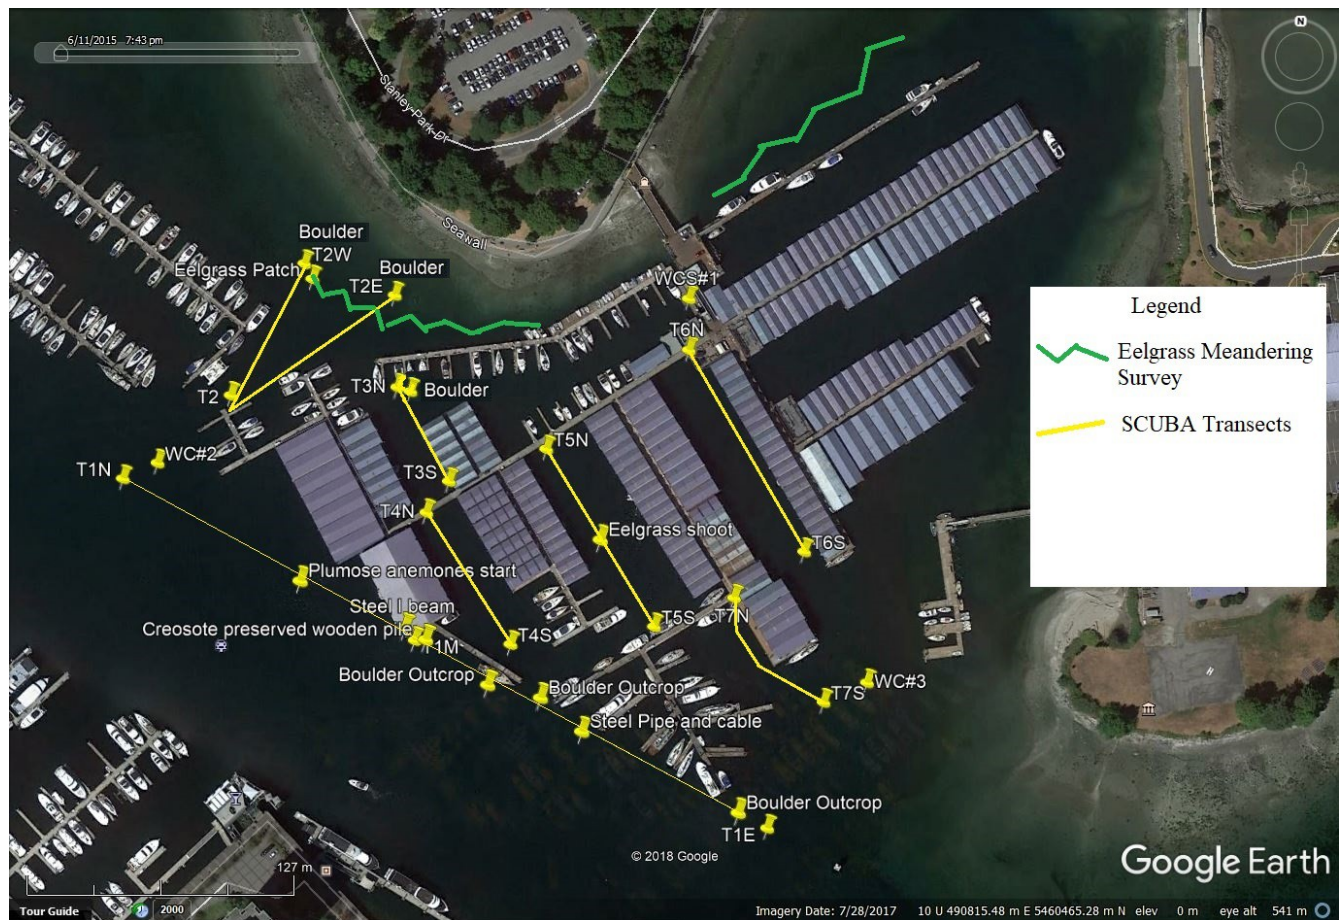 6/11/2015 7:43 pm
N
Stanley Park Dr
Seawall
Boulder
T2W
Eelgrass Patch
Boulder
T2E
WCS#1
T6N
Legend
Eelgrass Meandering
Survey
SCUBA Transects
T2
T3N
Boulder
T5N
WC#2
T1N
T3S
T4N
Eelgrass shoot
T6S
Plumose anemones start
T7N
Steel I beam
T5S
Creosote preserved wooden pile
T1M
T4S
Boulder Outcrop
WC#3
Boulder Outcrop
T7S
Steel Pipe and cable
Boulder Outcrop
T1E
© 2018 Google
Google Earth
127 m
Tour Guide
2000
Imagery Date: 7/28/2017 10 U 490815.48 m E 5460465.28 m N elev 0 m eye alt 541 m